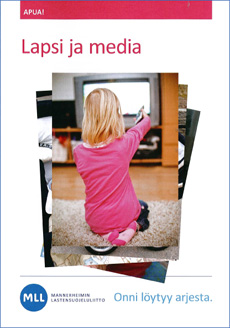 APUA!
Lapsi ja media
MLL
MANNERHEIMIN
LASTENSUOJELULIITTO
Onni löytyy arjesta.